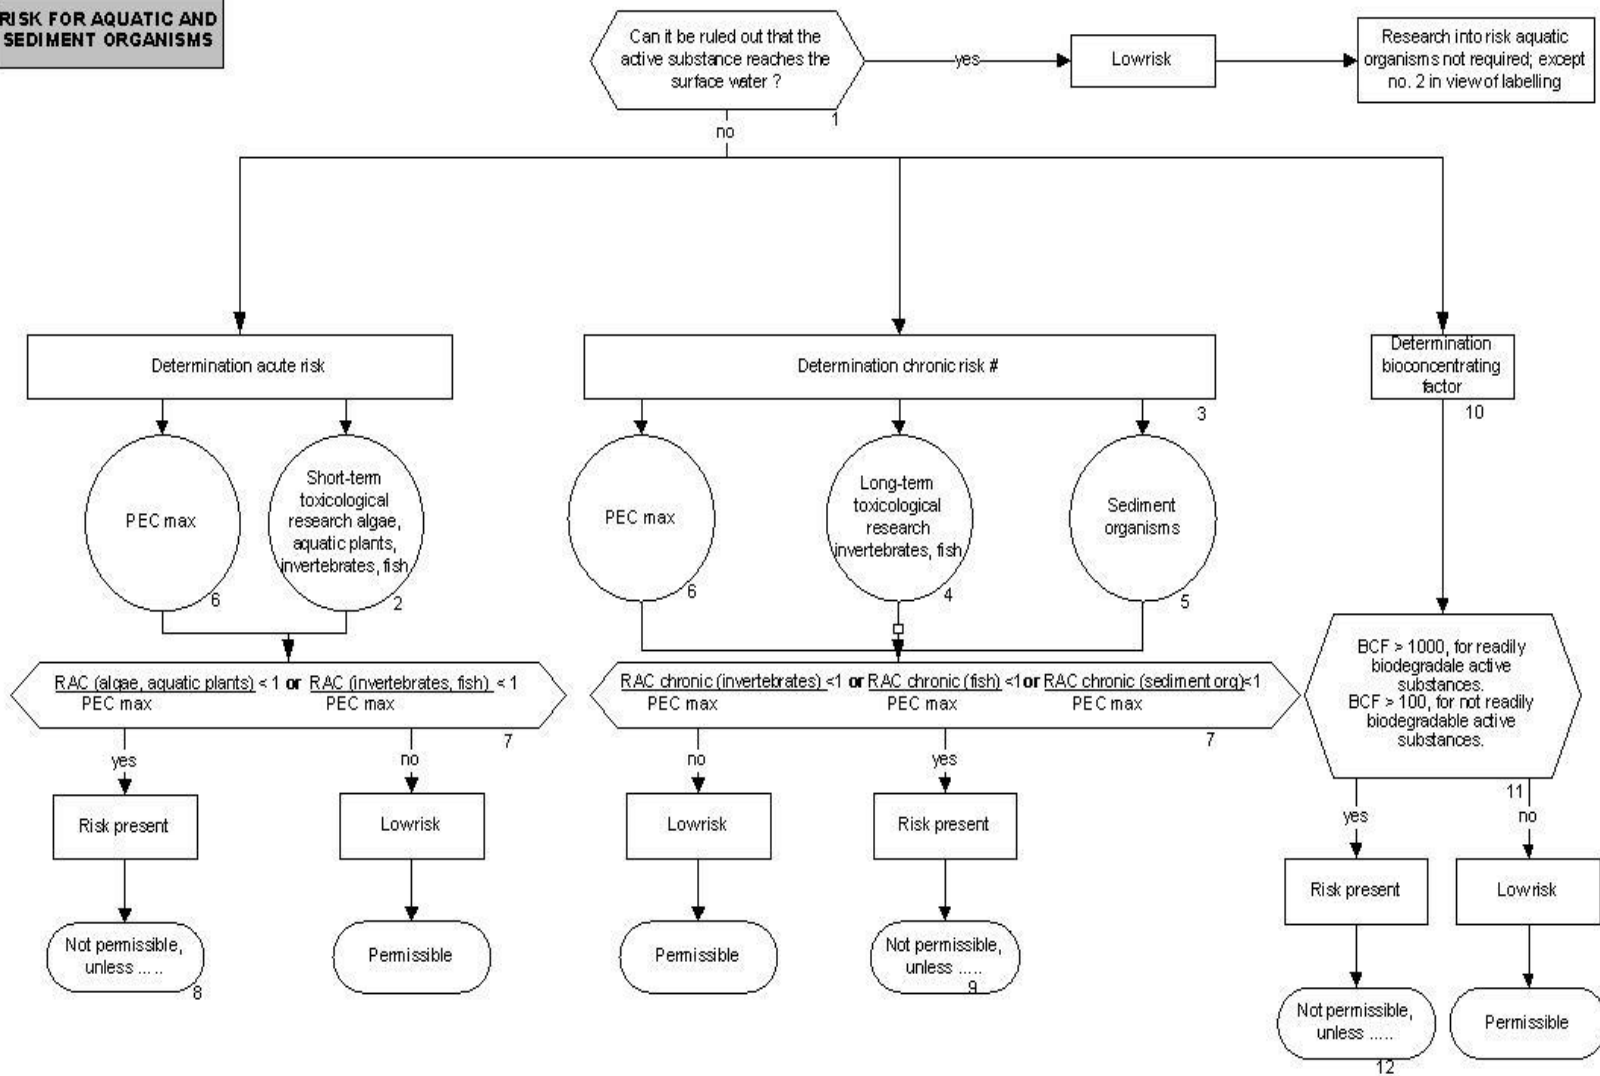 RISK FOR AQUATIC AND
SEDIMENT ORGANISMS
Can it be ruled out that the
active substance reaches the
surface water ?
1
yes
Lowrisk
Research into risk aquatic
organisms not required; except
no. 2 in view of labelling
no
Determination acute risk
Determination chronic risk #
3
Determination
bioconcentrating
factor
10
PEC max
6
Short-term
toxicological
research algae,
aquatic plants,
invertebrates, fish
2
PEC max
6
Long-term
toxicological
research
invertebrates, fish
4
Sediment
organisms
5
RAC (algae, aquatic plants) < 1 or RAC (invertebrates, fish) < 1
PEC max PEC max
7
RAC chronic (invertebrates) <1 or RAC chronic (fish) <1 or RAC chronic (sediment org)<1
PEC max PEC max PEC max
7
BCF > 1000, for readily
biodegradale active
substances.
BCF > 100, for not readily
biodegradable active
substances.
11
yes
no
no
yes
yes
no
Risk present
Lowrisk
Lowrisk
Risk present
Risk present
Lowrisk
Not permissible,
unless .....
8
Permissible
Permissible
Not permissible,
unless .....
9
Not permissible,
unless .....
12
Permissible